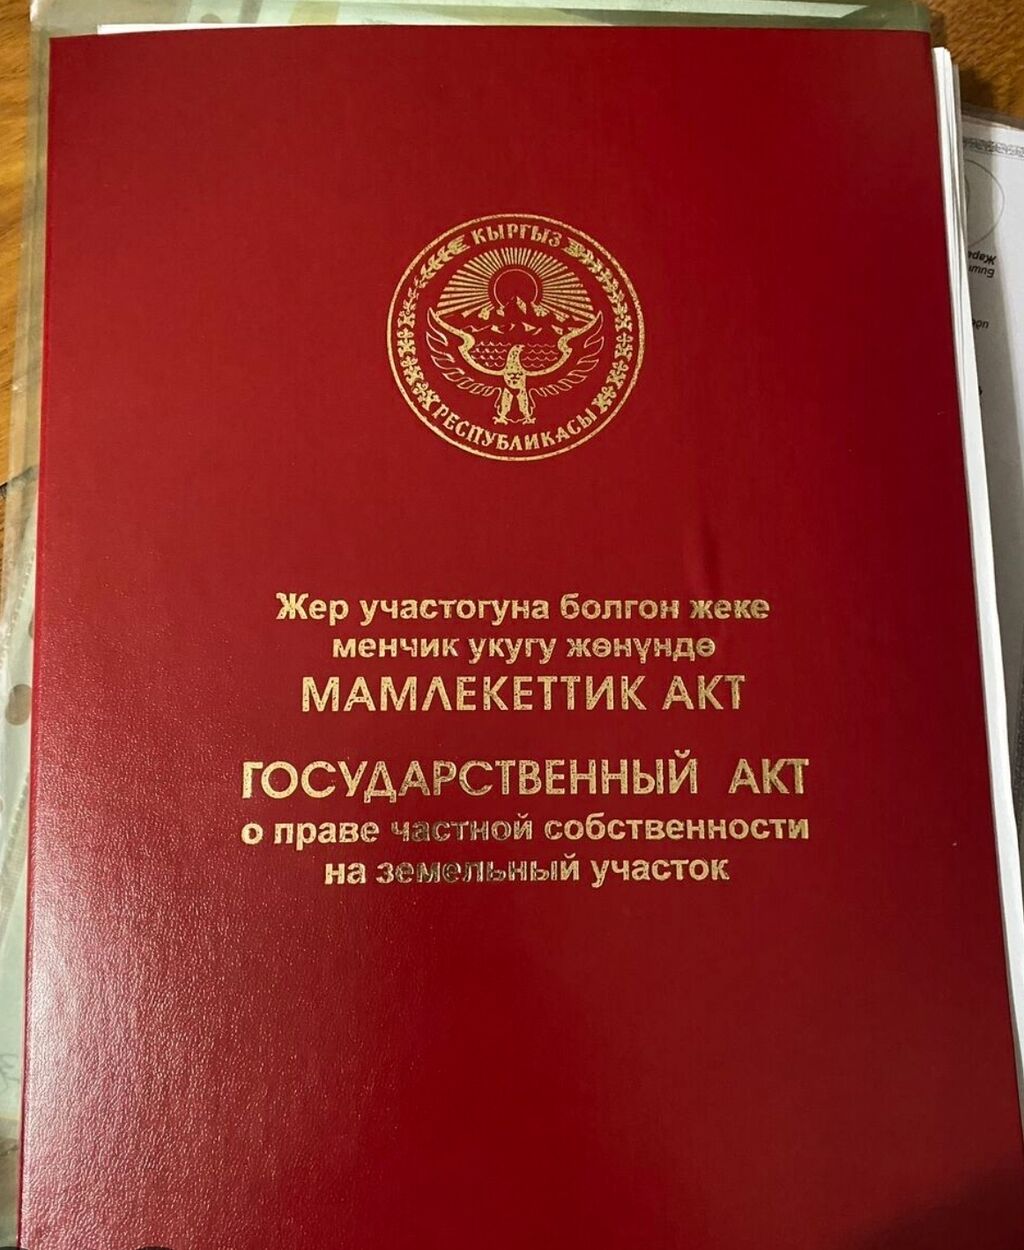 КЫРГЫЗ
РЕСПУБЛИКАСЫ
Жер участогуна болгон жеке
менчик укугу жөнүндө
МАМЛЕКЕТТИК АКТ
ГОСУДАРСТВЕННЫЙ АКТ
о праве частной собственности
на земельный участок